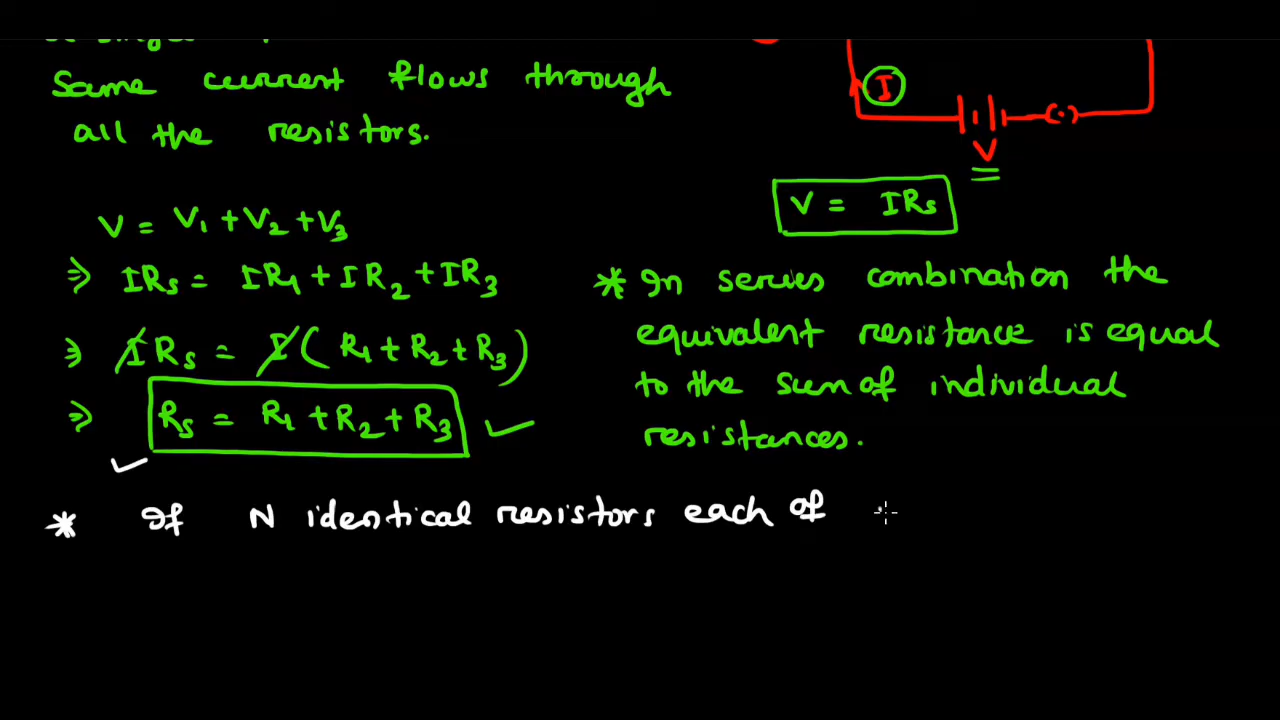 Same current flows through
all the resistors.
I
V
V = IRs
V = V1 + V2 + V3
⇒ IRs = IR1 + IR2 + IR3
⇒ IRs = I(R1 + R2 + R3)
⇒ Rs = R1 + R2 + R3
* In series combination the
equivalent resistance is equal
to the sum of individual
resistances.
* If N identical resistors each of